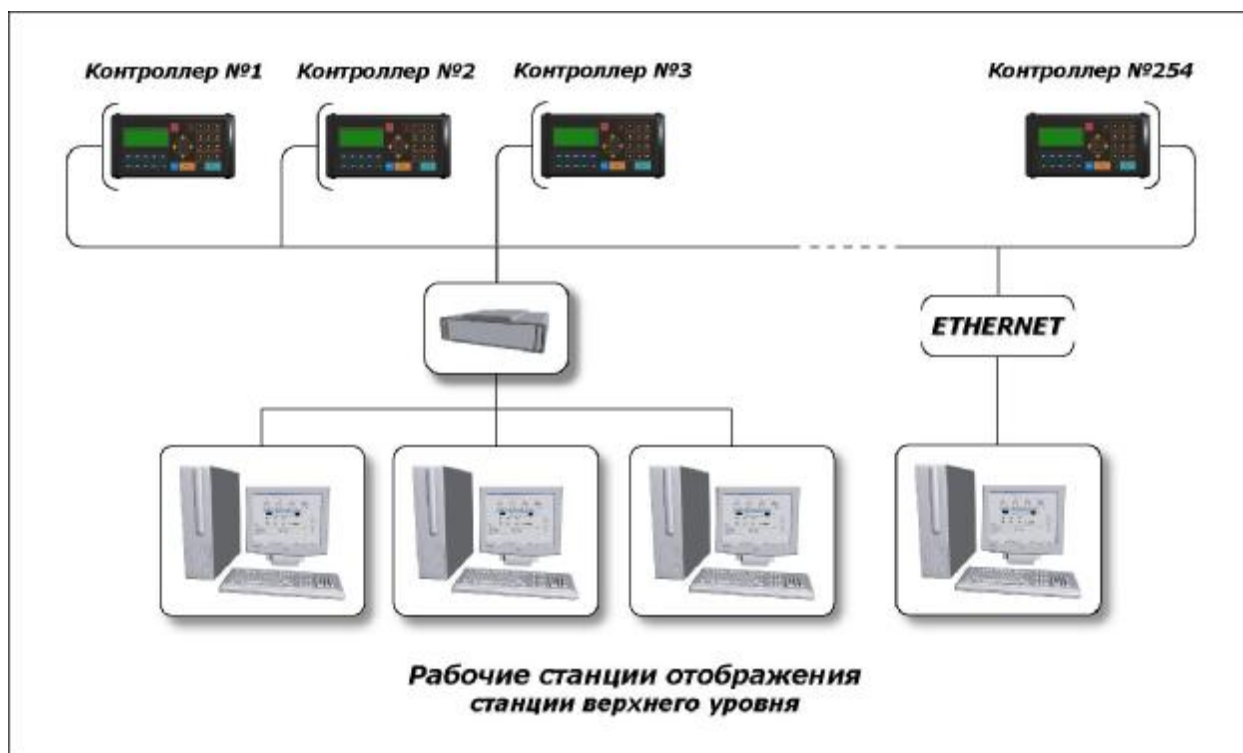 Контроллер №1
Контроллер №2
Контроллер №3
Контроллер №254
ETHERNET
Рабочие станции отображения
станции верхнего уровня